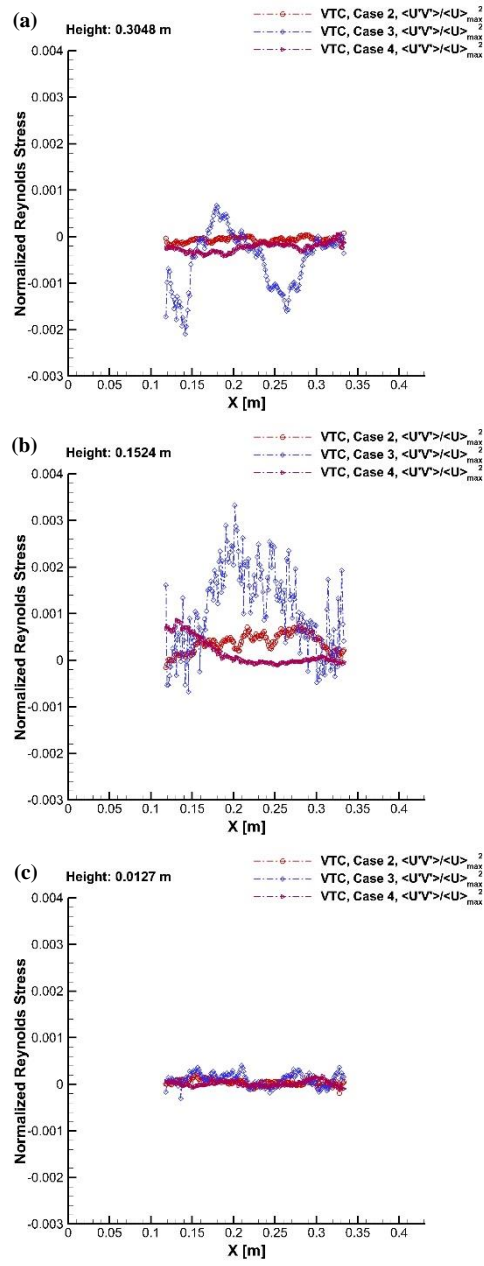 (a)
Height: 0.3048 m
VTC, Case 2, <U'V'>/<U>max²
VTC, Case 3, <U'V'>/<U>max²
VTC, Case 4, <U'V'>/<U>max²
Normalized Reynolds Stress
0.004
0.003
0.002
0.001
0
-0.001
-0.002
-0.003
0 0.05 0.1 0.15 0.2 0.25 0.3 0.35 0.4
X [m]
(b)
Height: 0.1524 m
VTC, Case 2, <U'V'>/<U>max²
VTC, Case 3, <U'V'>/<U>max²
VTC, Case 4, <U'V'>/<U>max²
Normalized Reynolds Stress
0.004
0.003
0.002
0.001
0
-0.001
-0.002
-0.003
0 0.05 0.1 0.15 0.2 0.25 0.3 0.35 0.4
X [m]
(c)
Height: 0.0127 m
VTC, Case 2, <U'V'>/<U>max²
VTC, Case 3, <U'V'>/<U>max²
VTC, Case 4, <U'V'>/<U>max²
Normalized Reynolds Stress
0.004
0.003
0.002
0.001
0
-0.001
-0.002
-0.003
0 0.05 0.1 0.15 0.2 0.25 0.3 0.35 0.4
X [m]